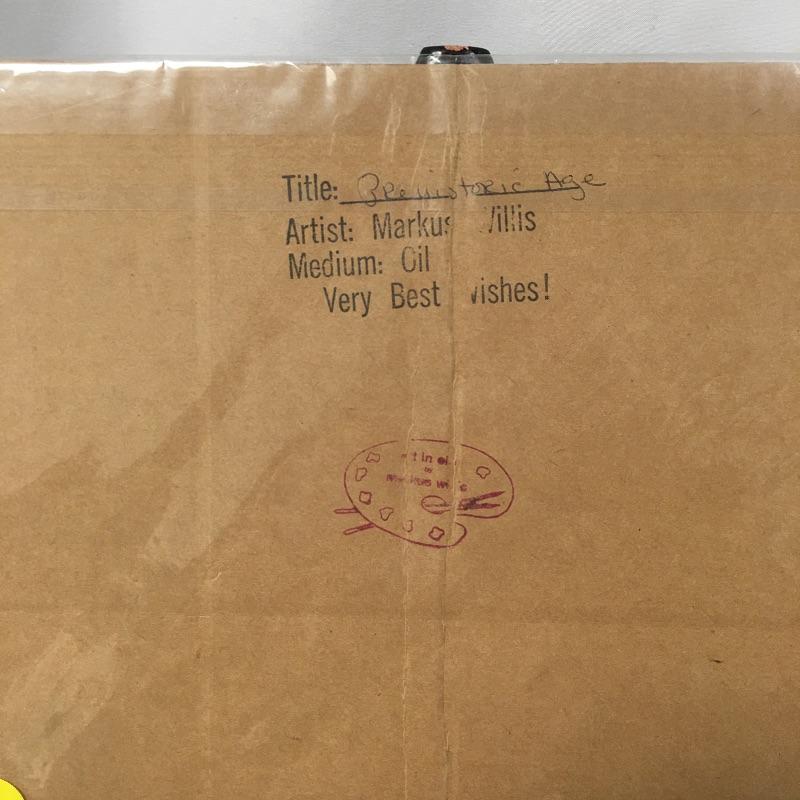 Title: Prehistoric Age
Artist: Markus Willis
Medium: Oil
Very Best Wishes!